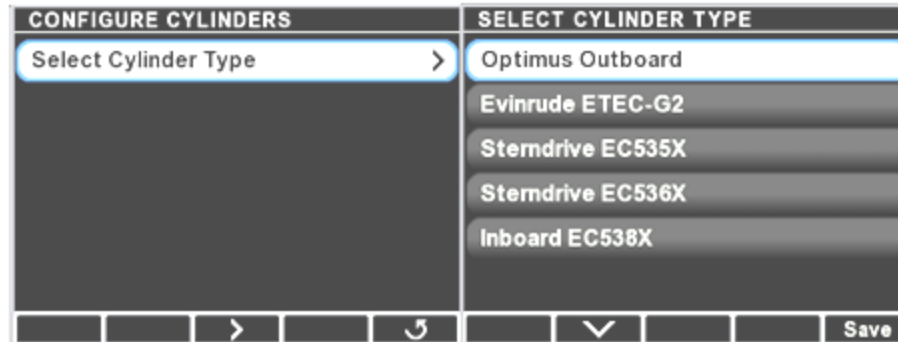 CONFIGURE CYLINDERS
Select Cylinder Type
SELECT CYLINDER TYPE
Optimus Outboard
Evinrude ETEC-G2
Sterndrive EC535X
Sterndrive EC536X
Inboard EC538X
Save